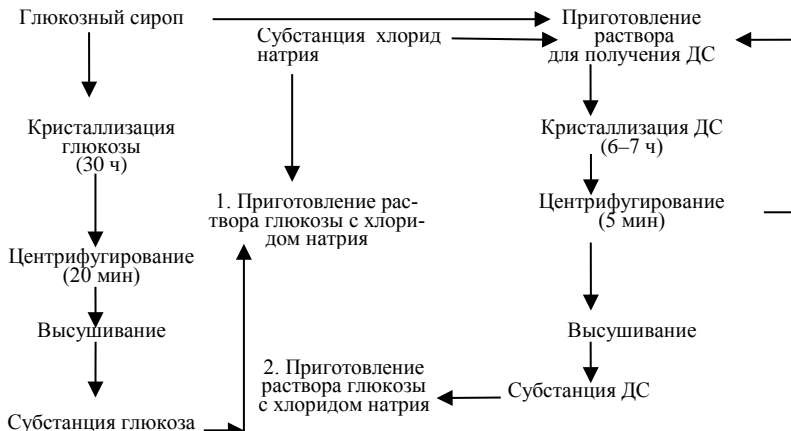 Глюкозный сироп
Субстанция хлорид
натрия
Приготовление
раствора
для получения ДС
Кристаллизация
глюкозы
(30 ч)
Кристаллизация ДС
(6–7 ч)
1. Приготовление рас-
твора глюкозы с хлори-
дом натрия
Центрифугирование
(5 мин)
Центрифугирование
(20 мин)
Высушивание
Высушивание
2. Приготовление
раствора глюкозы
с хлоридом натрия
Субстанция ДС
Субстанция глюкоза